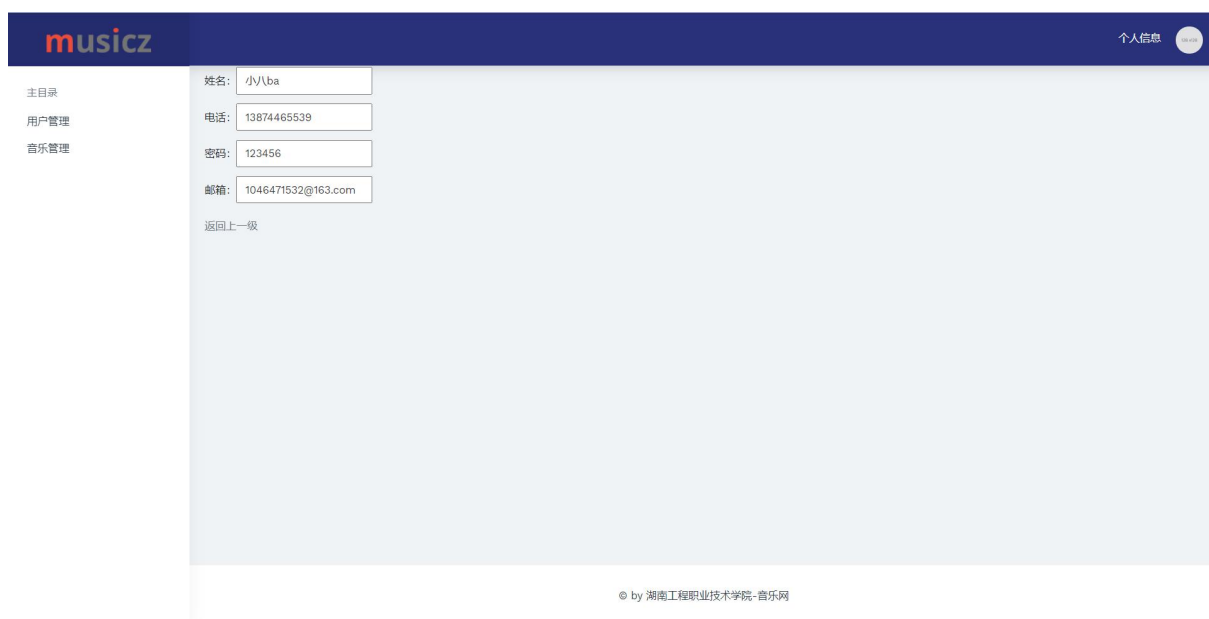 musicz
个人信息
主目录
用户管理
音乐管理
姓名: 小八ba
电话: 13874465539
密码: 123456
邮箱: 1046471532@163.com
返回上一级
© by 湖南工程职业技术学院-音乐网